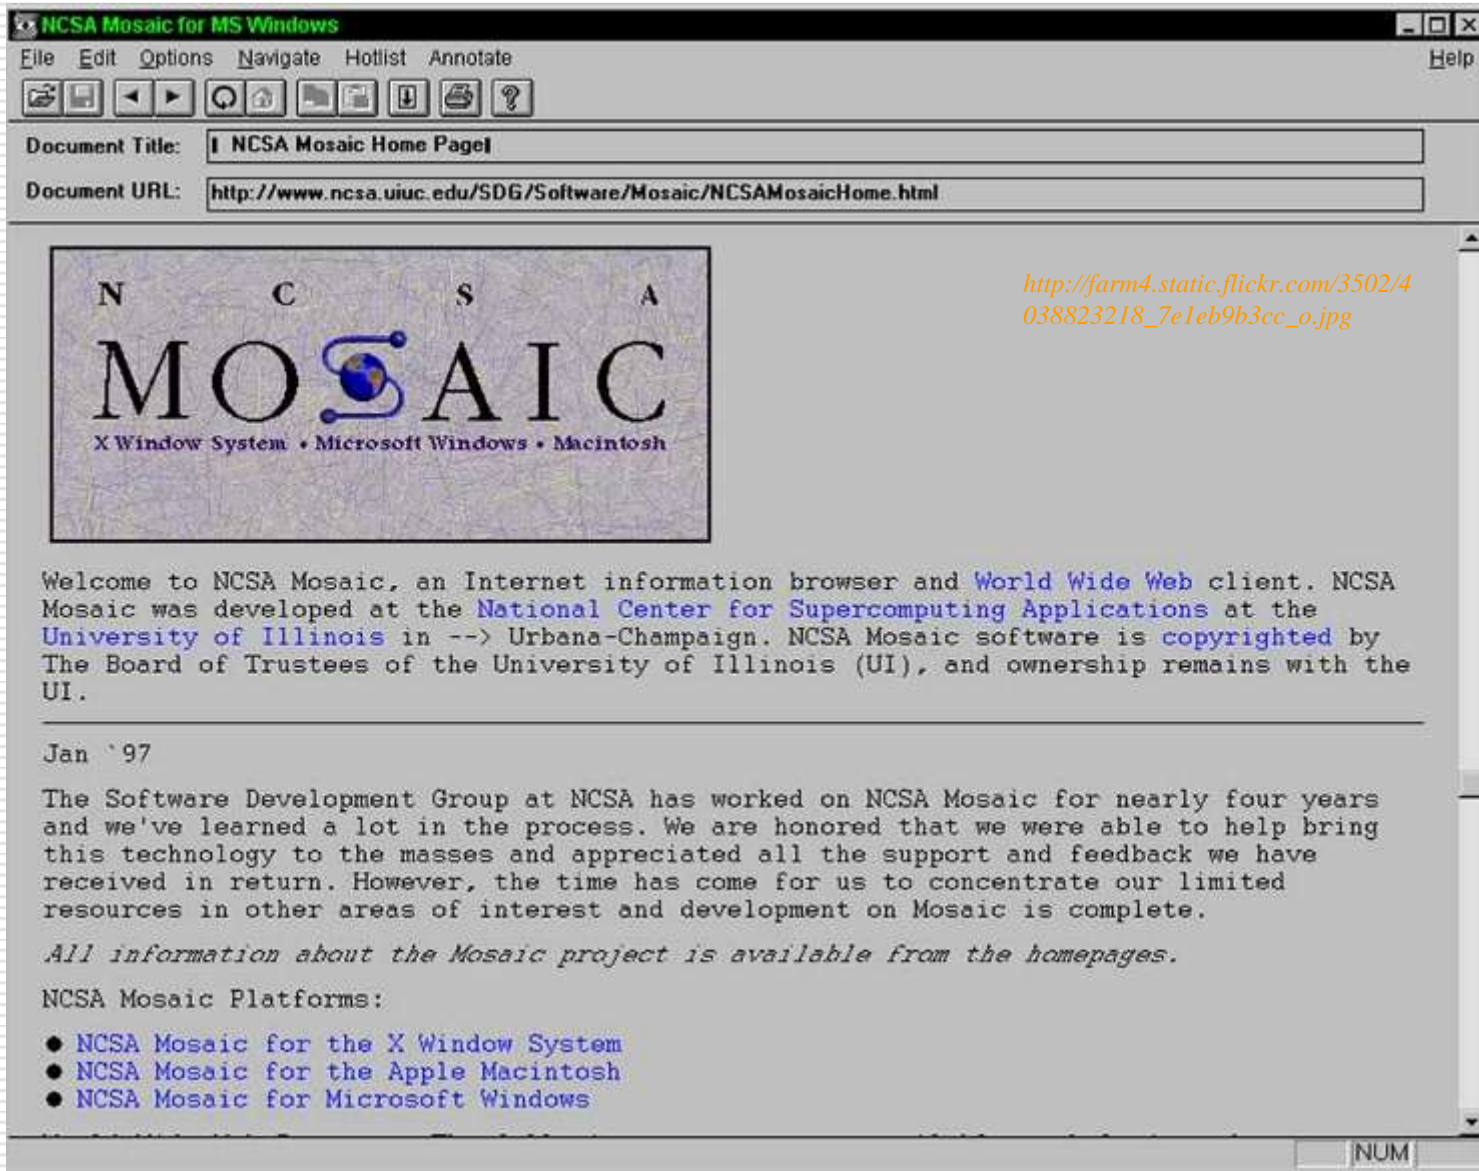 NCSA Mosaic for MS Windows
File Edit Options Navigate Hotlist Annotate Help
Document Title: NCSA Mosaic Home Page
Document URL: http://www.ncsa.uiuc.edu/SDG/Software/Mosaic/NCSAMosaicHome.html
N C S A
MOSAIC
X Window System • Microsoft Windows • Macintosh
http://farm4.static.flickr.com/3502/4
038823218_7e1eb9b3cc_o.jpg
Welcome to NCSA Mosaic, an Internet information browser and World Wide Web client. NCSA
Mosaic was developed at the National Center for Supercomputing Applications at the
University of Illinois in --> Urbana-Champaign. NCSA Mosaic software is copyrighted by
The Board of Trustees of the University of Illinois (UI), and ownership remains with the
UI.
Jan `97
The Software Development Group at NCSA has worked on NCSA Mosaic for nearly four years
and we've learned a lot in the process. We are honored that we were able to help bring
this technology to the masses and appreciated all the support and feedback we have
received in return. However, the time has come for us to concentrate our limited
resources in other areas of interest and development on Mosaic is complete.
All information about the Mosaic project is available from the homepages.
NCSA Mosaic Platforms:
● NCSA Mosaic for the X Window System
● NCSA Mosaic for the Apple Macintosh
● NCSA Mosaic for Microsoft Windows
NUM